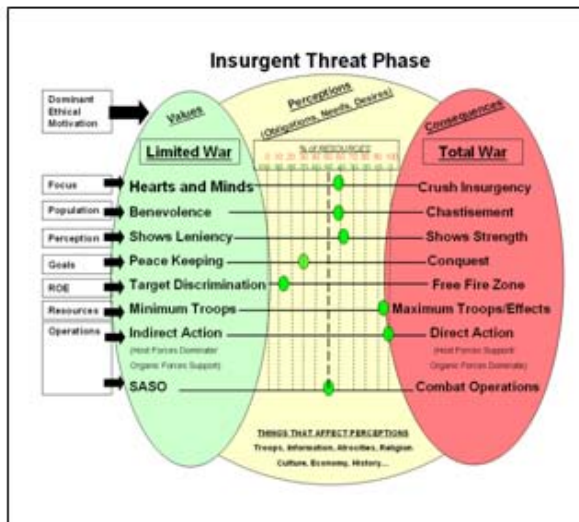 Insurgent Threat Phase
Dominant
Ethical
Motivation
Values
Perceptions
(Obligations, Needs, Desires)
Consequences
Limited War
% of RESOURCES
Total War
Focus
Hearts and Minds
Crush Insurgency
Population
Benevolence
Chastisement
Perception
Shows Leniency
Shows Strength
Goals
Peace Keeping
Conquest
ROE
Target Discrimination
Free Fire Zone
Resources
Minimum Troops
Maximum Troops/Effects
Operations
Indirect Action
Direct Action
(Host Forces Dominate/
Organic Forces Support)
(Host Forces Support/
Organic Forces Dominate)
SASO
Combat Operations
THINGS THAT AFFECT PERCEPTIONS
Troops, Information, Atrocities, Religion
Culture, Economy, History...